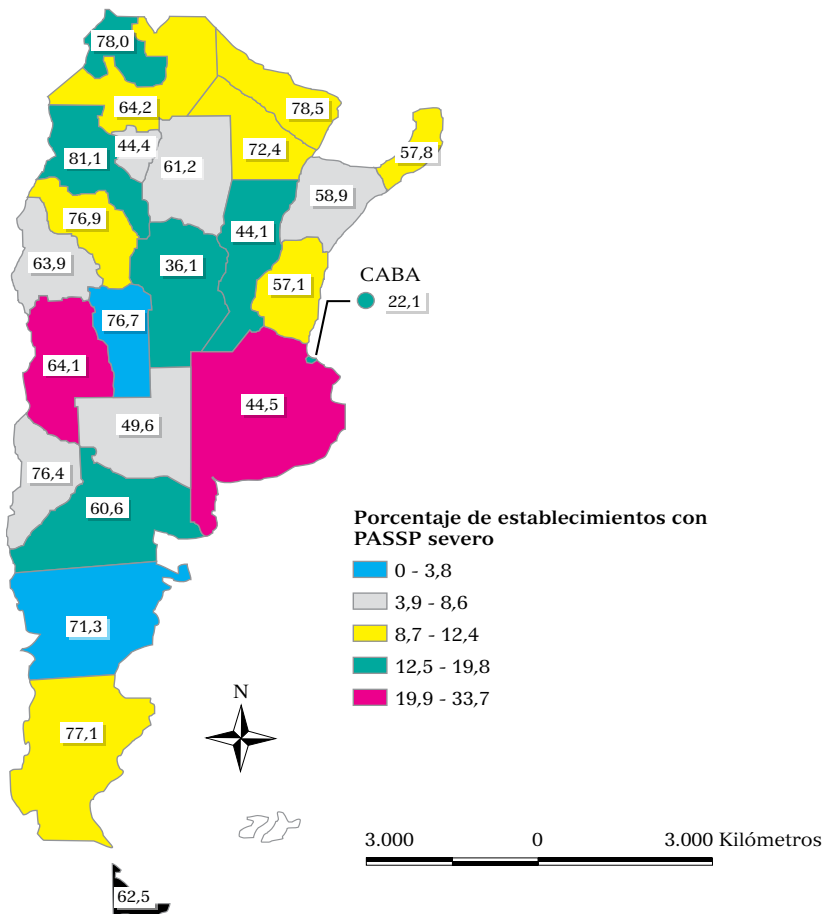 78,0
64,2
78,5
44,4
72,4
81,1
61,2
57,8
58,9
76,9
44,1
63,9
36,1
CABA
57,1
22,1
76,7
64,1
44,5
49,6
76,4
60,6
Porcentaje de establecimientos con
PASSP severo
0 - 3,8
3,9 - 8,6
8,7 - 12,4
12,5 - 19,8
19,9 - 33,7
71,3
N
77,1
3.000 0 3.000 Kilómetros
62,5